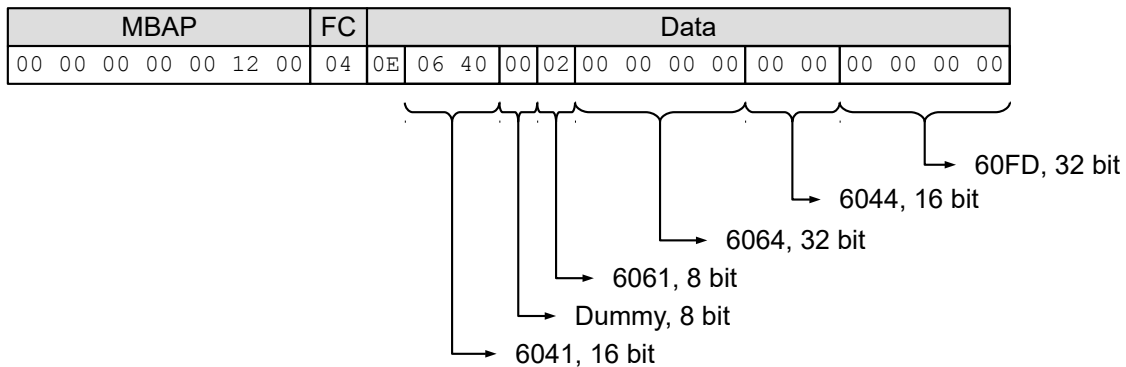 MBAP FC Data
00 00 00 00 00 12 00 04 0E 06 40 00 02 00 00 00 00 00 00 00 00 00 00
60FD, 32 bit
6044, 16 bit
6064, 32 bit
6061, 8 bit
Dummy, 8 bit
6041, 16 bit